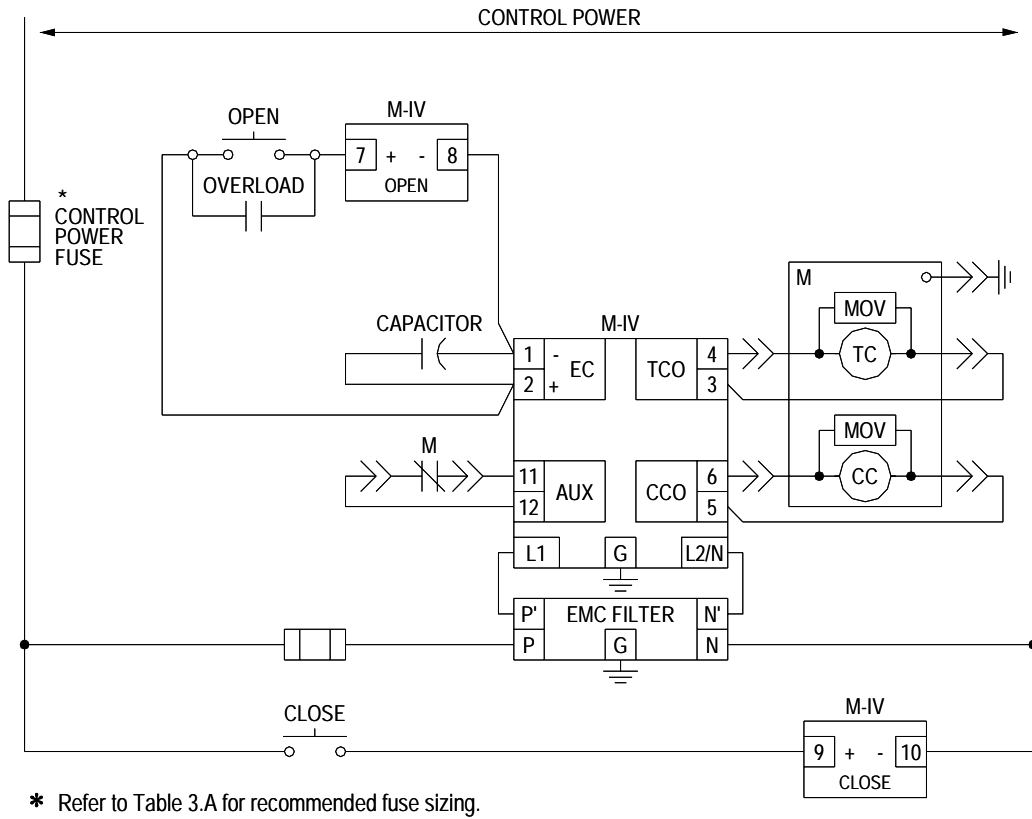 CONTROL POWER
M-IV
OPEN
7 + - 8
OPEN
OVERLOAD
*
CONTROL
POWER
FUSE
M
MOV
TC
CAPACITOR
M-IV
1 - EC TCO 4
2 + 3
MOV
CC
M
11 AUX CCO 6
12 5
L1 G L2/N
P' EMC FILTER N'
P G N
CLOSE
M-IV
9 + - 10
CLOSE
* Refer to Table 3.A for recommended fuse sizing.